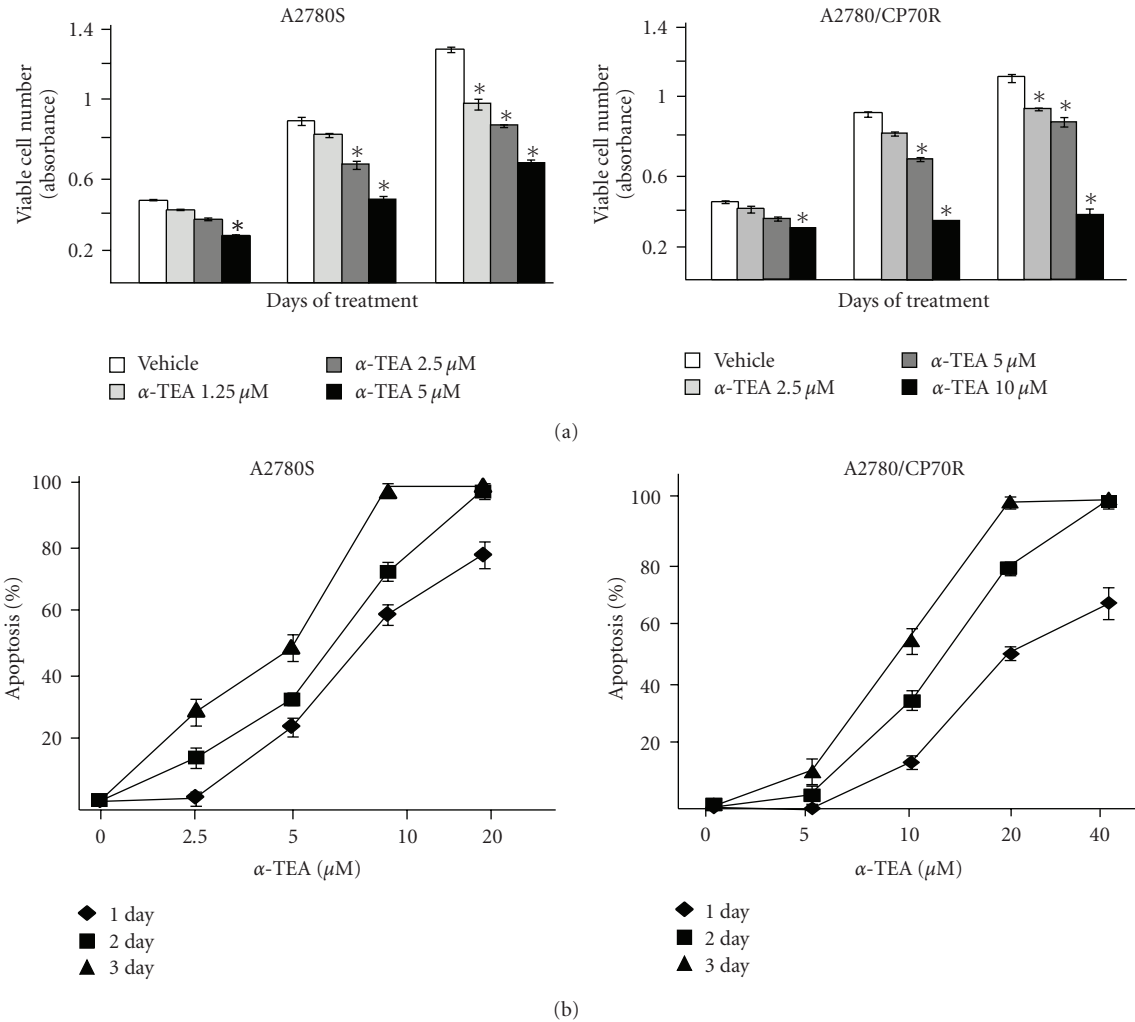 A2780S
1.4
1
0.6
0.2
Viable cell number
(absorbance)
* * * * * *
Days of treatment
Vehicle
α-TEA 1.25 μM
α-TEA 2.5 μM
α-TEA 5 μM
A2780/CP70R
1.4
1
0.6
0.2
Viable cell number
(absorbance)
* * * * * *
Days of treatment
Vehicle
α-TEA 2.5 μM
α-TEA 5 μM
α-TEA 10 μM
(a)
A2780S
100
80
60
40
20
Apoptosis (%)
0 2.5 5 10 20
α-TEA (μM)
1 day
2 day
3 day
A2780/CP70R
100
80
60
40
20
Apoptosis (%)
0 5 10 20 40
α-TEA (μM)
1 day
2 day
3 day
(b)